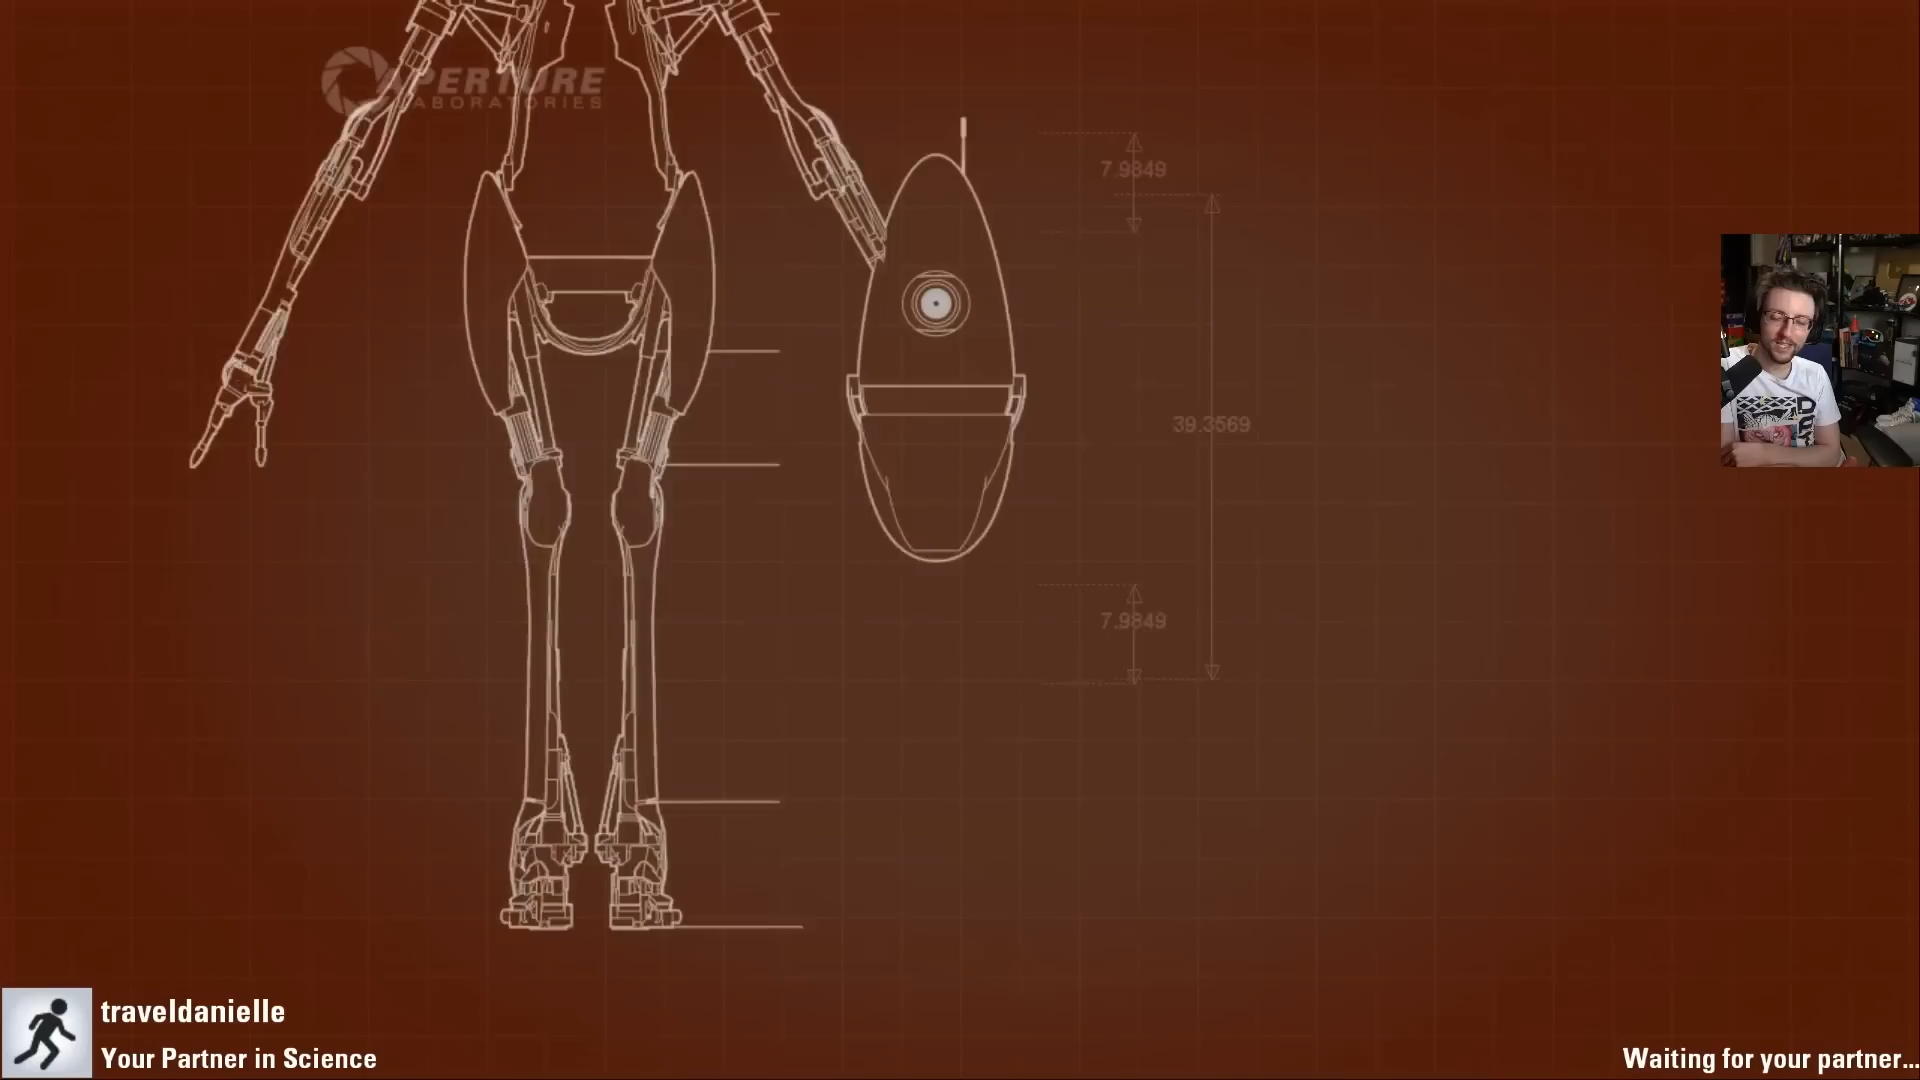 APERTURE
LABORATORIES
7.9849
39.3569
7.9849
traveldanielle
Your Partner in Science
Waiting for your partner...